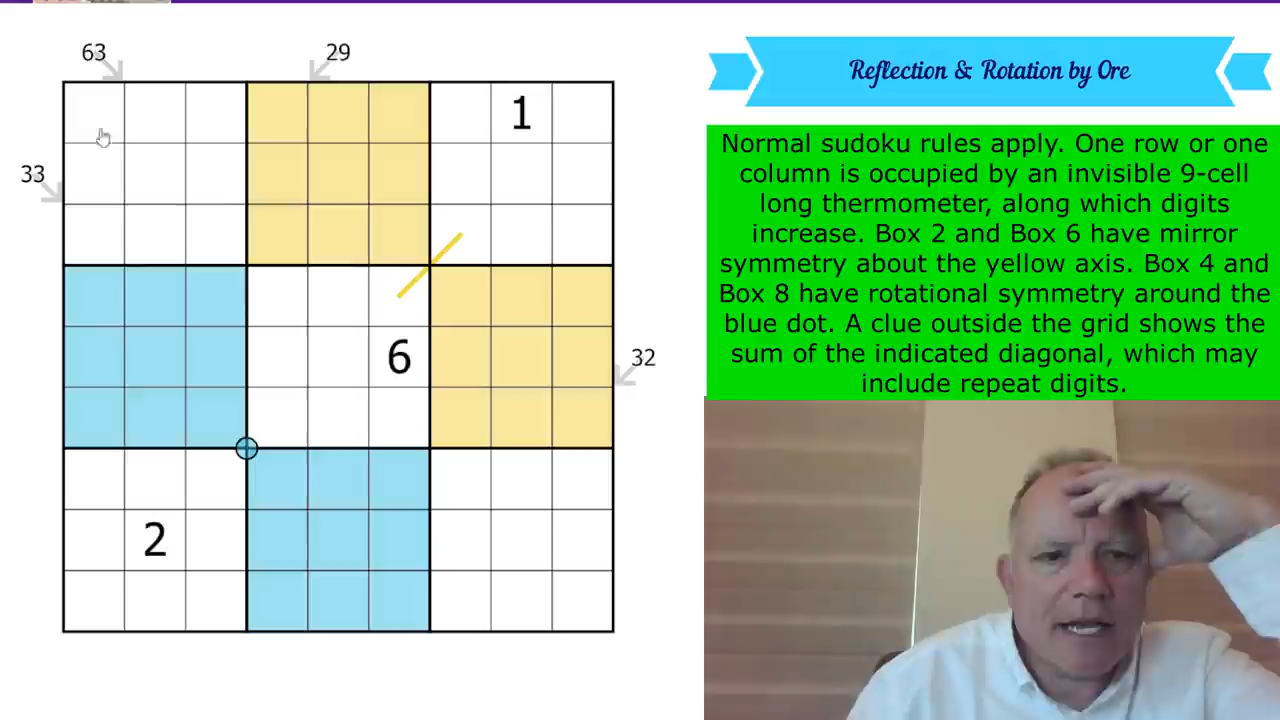 63
29
Reflection & Rotation by Ore
1
Normal sudoku rules apply. One row or one
column is occupied by an invisible 9-cell
long thermometer, along which digits
increase. Box 2 and Box 6 have mirror
symmetry about the yellow axis. Box 4 and
Box 8 have rotational symmetry around the
blue dot. A clue outside the grid shows the
sum of the indicated diagonal, which may
include repeat digits.
33
6
32
2